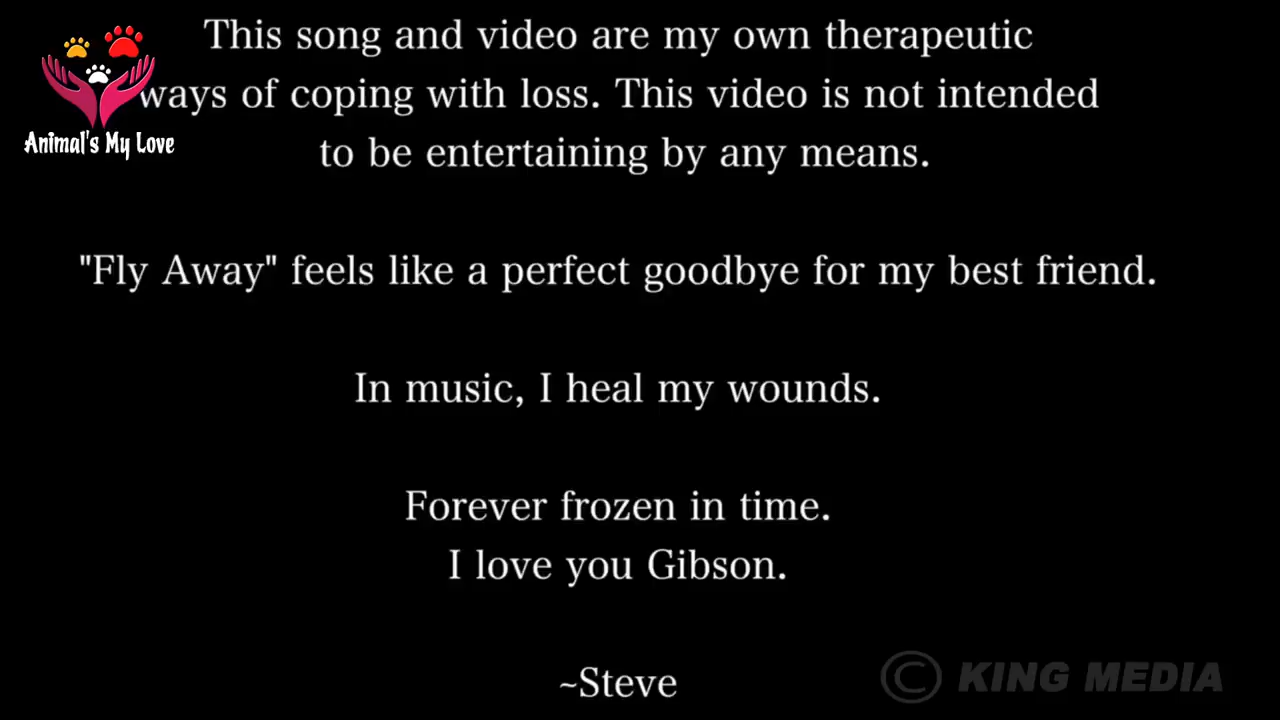 This song and video are my own therapeutic
ways of coping with loss. This video is not intended
to be entertaining by any means.
"Fly Away" feels like a perfect goodbye for my best friend.
In music, I heal my wounds.
Forever frozen in time.
I love you Gibson.
~Steve
Animal's My Love
© KING MEDIA